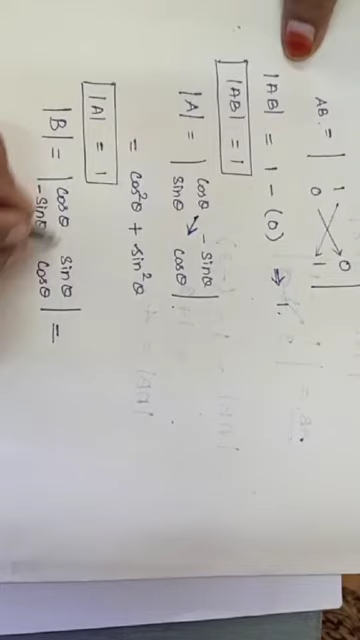 AB. = | 1 0
0 1 |
|AB| = 1 - (0) → 1.
|AB| = 1
|A| = | cosθ -sinθ
sinθ cosθ |
= cos²θ + sin²θ
|A| = 1
|B| = | cosθ sinθ
-sinθ cosθ | =